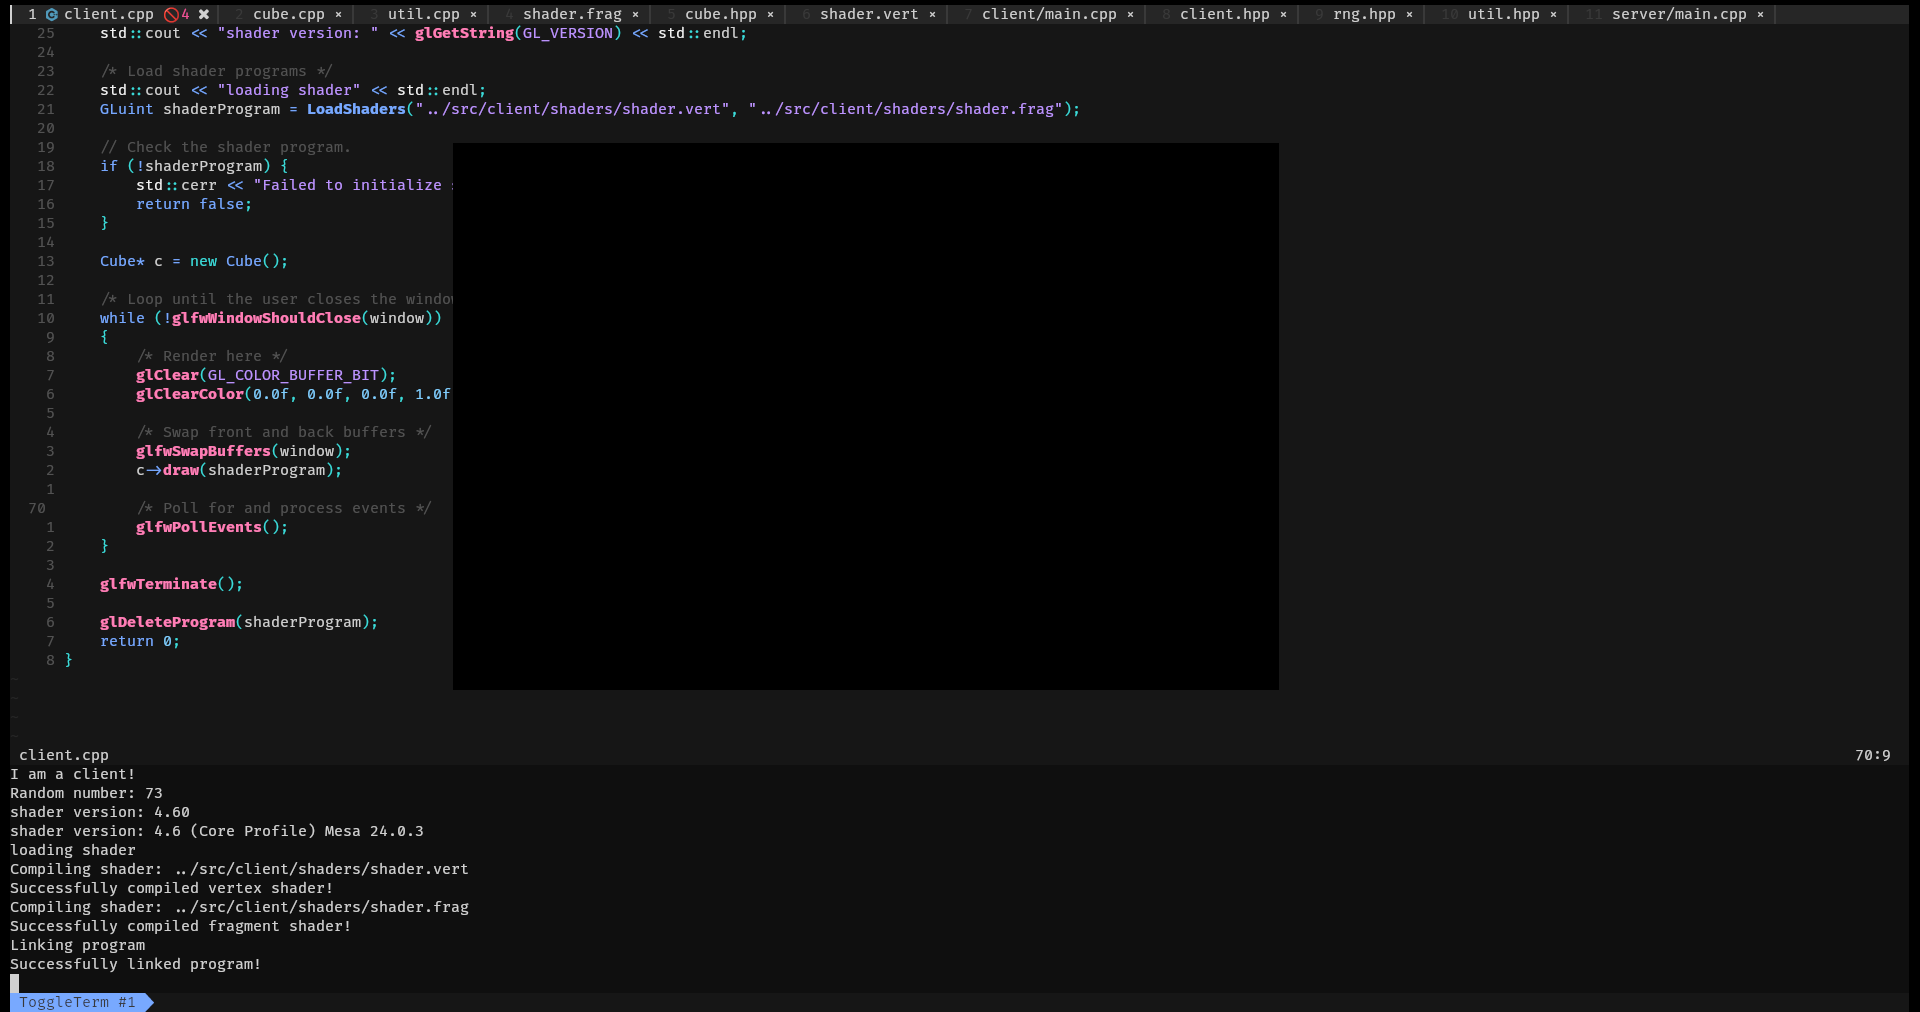 1 client.cpp 4 ✖ 2 cube.cpp × 3 util.cpp × 4 shader.frag × 5 cube.hpp × 6 shader.vert × 7 client/main.cpp × 8 client.hpp × 9 rng.hpp × 10 util.hpp × 11 server/main.cpp ×
25 std::cout << "shader version: " << glGetString(GL_VERSION) << std::endl;
24
23 /* Load shader programs */
22 std::cout << "loading shader" << std::endl;
21 GLuint shaderProgram = LoadShaders("../src/client/shaders/shader.vert", "../src/client/shaders/shader.frag");
20
19 // Check the shader program.
18 if (!shaderProgram) {
17 std::cerr << "Failed to initialize
16 return false;
15 }
14
13 Cube* c = new Cube();
12
11 /* Loop until the user closes the window
10 while (!glfwWindowShouldClose(window))
9 {
8 /* Render here */
7 glClear(GL_COLOR_BUFFER_BIT);
6 glClearColor(0.0f, 0.0f, 0.0f, 1.0f
5
4 /* Swap front and back buffers */
3 glfwSwapBuffers(window);
2 c->draw(shaderProgram);
1
70 /* Poll for and process events */
1 glfwPollEvents();
2 }
3
4 glfwTerminate();
5
6 glDeleteProgram(shaderProgram);
7 return 0;
8 }
~
~
~
~
client.cpp 70:9
I am a client!
Random number: 73
shader version: 4.60
shader version: 4.6 (Core Profile) Mesa 24.0.3
loading shader
Compiling shader: ../src/client/shaders/shader.vert
Successfully compiled vertex shader!
Compiling shader: ../src/client/shaders/shader.frag
Successfully compiled fragment shader!
Linking program
Successfully linked program!
ToggleTerm #1